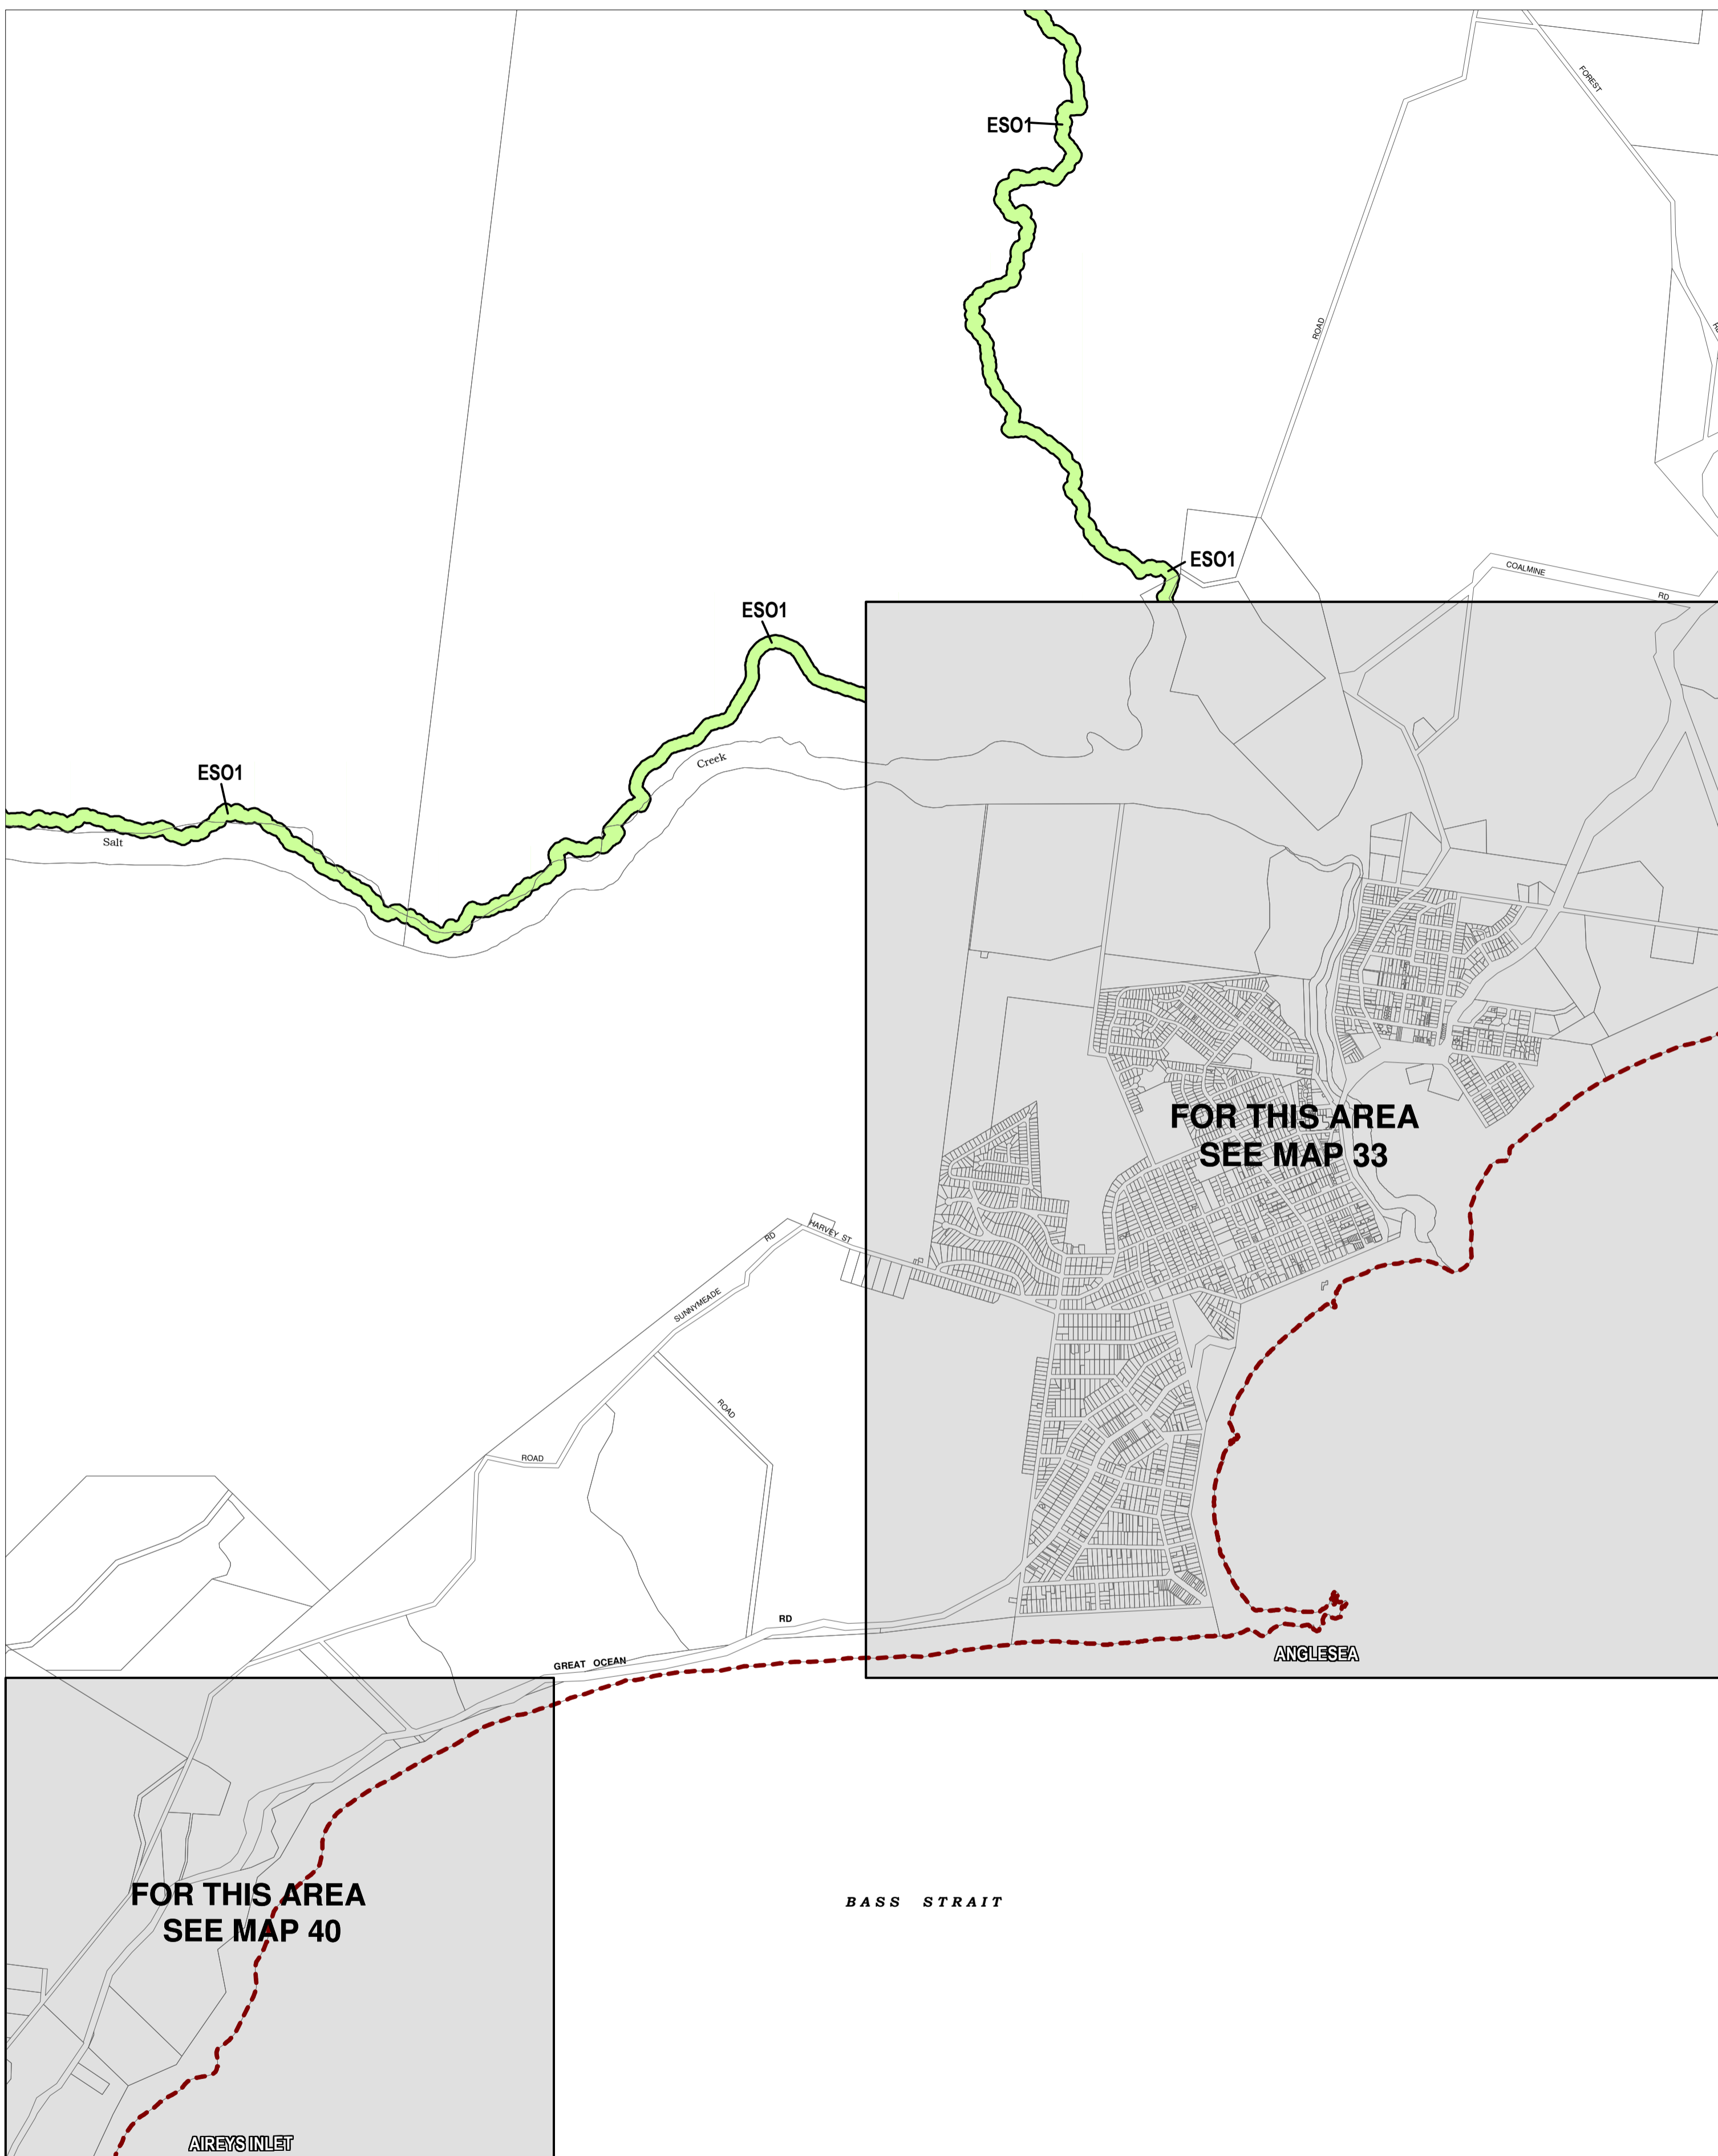 FOREST
ESO1
ROAD
ESO1
COALMINE
RD
ESO1
Creek
ESO1
Salt
FOR THIS AREA
SEE MAP 33
HARVEY ST
RD
SUNNYMEADE
ROAD
ROAD
RD
GREAT OCEAN
ANGLESEA
FOR THIS AREA
SEE MAP 40
BASS STRAIT
AIREYS INLET